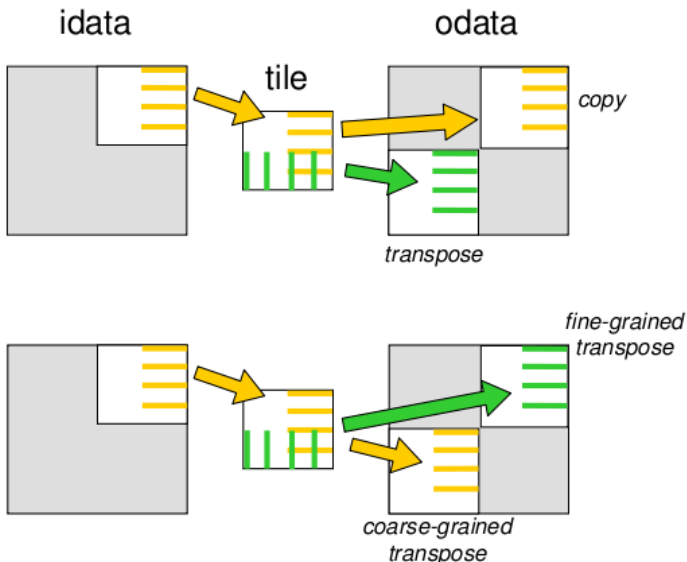 idata
tile
odata
copy
transpose
fine-grained
transpose
coarse-grained
transpose